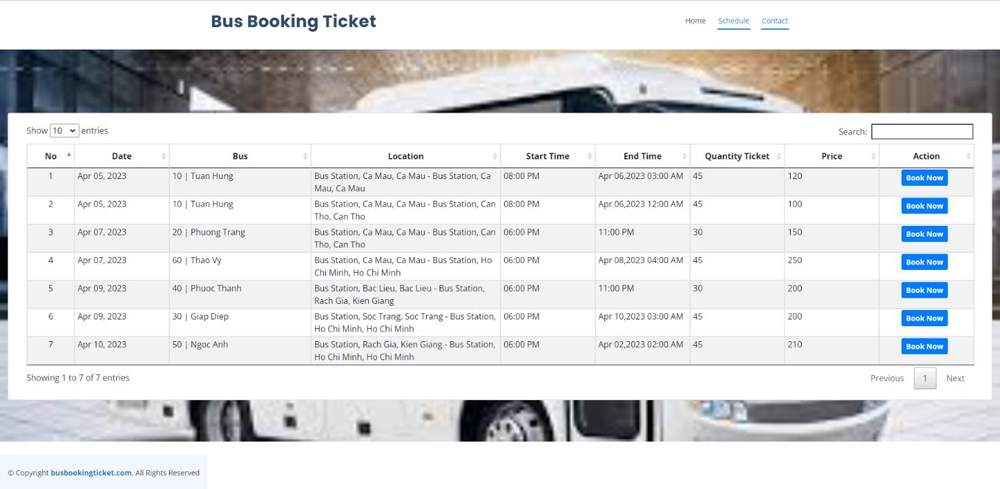 Bus Booking Ticket
Home Schedule Contact
Show 10 entries
Search:
No Date Bus Location Start Time End Time Quantity Ticket Price Action
1 Apr 05, 2023 10 | Tuan Hung Bus Station, Ca Mau, Ca Mau - Bus Station, Ca 08:00 PM Apr 06,2023 03:00 AM 45 120 Book Now
Mau, Ca Mau
2 Apr 05, 2023 10 | Tuan Hung Bus Station, Ca Mau, Ca Mau - Bus Station, Can 08:00 PM Apr 06,2023 12:00 AM 45 100 Book Now
Tho, Can Tho
3 Apr 07, 2023 20 | Phuong Trang Bus Station, Ca Mau, Ca Mau - Bus Station, Can 06:00 PM 11:00 PM 30 150 Book Now
Tho, Can Tho
4 Apr 07, 2023 60 | Thao Vy Bus Station, Ca Mau, Ca Mau - Bus Station, Ho 06:00 PM Apr 08,2023 04:00 AM 45 250 Book Now
Chi Minh, Ho Chi Minh
5 Apr 09, 2023 40 | Phuoc Thanh Bus Station, Bac Lieu, Bac Lieu - Bus Station, 06:00 PM 11:00 PM 30 200 Book Now
Rach Gia, Kien Giang
6 Apr 09, 2023 30 | Giap Diep Bus Station, Soc Trang, Soc Trang - Bus Station, 06:00 PM Apr 10,2023 03:00 AM 45 200 Book Now
Ho Chi Minh, Ho Chi Minh
7 Apr 10, 2023 50 | Ngoc Anh Bus Station, Rach Gia, Kien Giang - Bus Station, 06:00 PM Apr 02,2023 02:00 AM 45 210 Book Now
Ho Chi Minh, Ho Chi Minh
Showing 1 to 7 of 7 entries
Previous 1 Next
© Copyright busbookingticket.com. All Rights Reserved